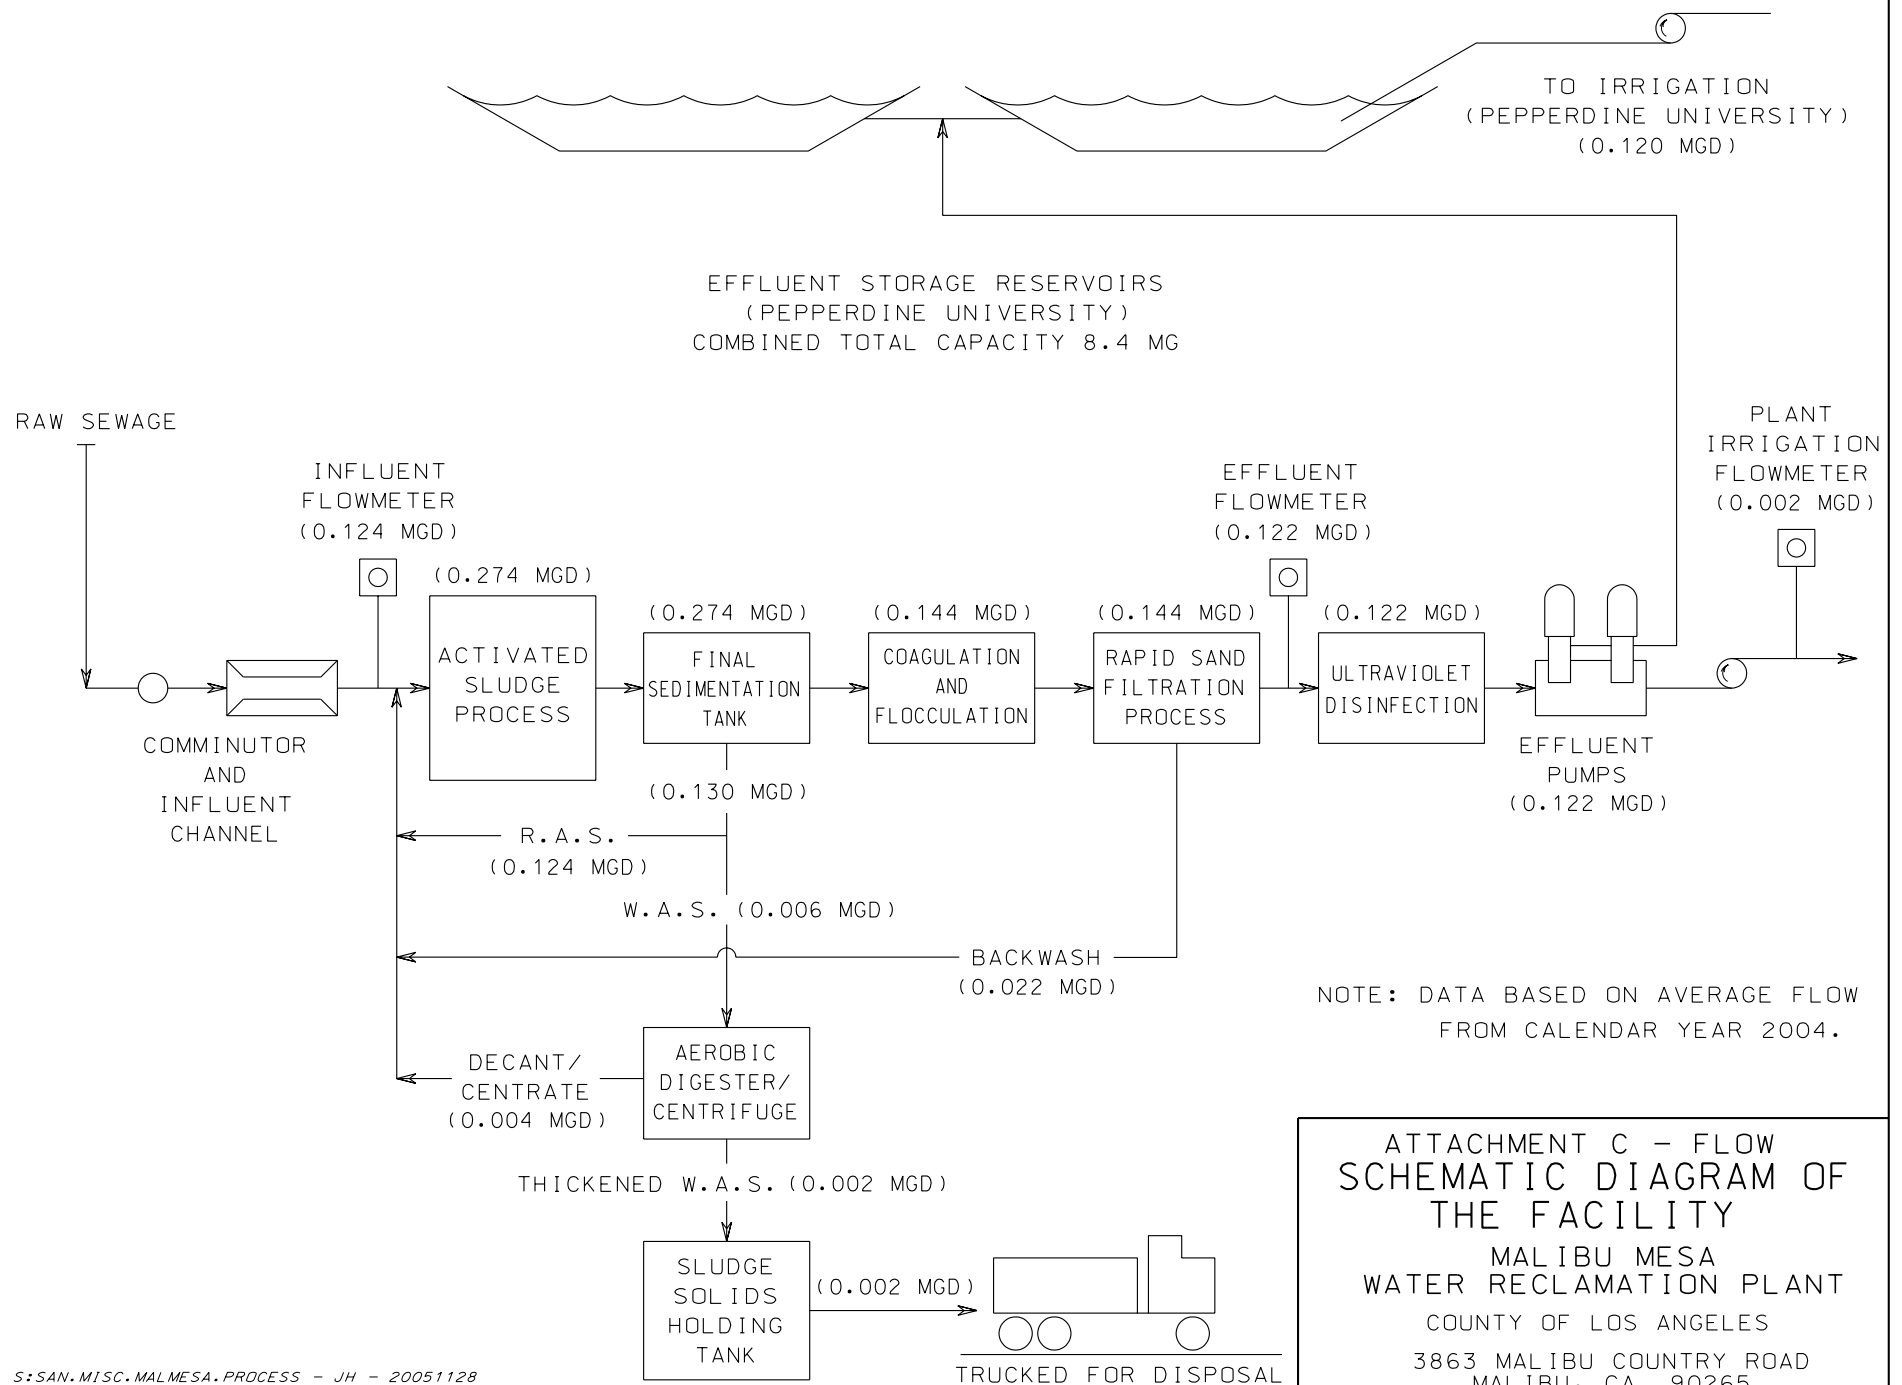 TO IRRIGATION
(PEPPERDINE UNIVERSITY)
(0.120 MGD)
EFFLUENT STORAGE RESERVOIRS
(PEPPERDINE UNIVERSITY)
COMBINED TOTAL CAPACITY 8.4 MG
RAW SEWAGE
INFLUENT
FLOWMETER
(0.124 MGD)
EFFLUENT
FLOWMETER
(0.122 MGD)
PLANT
IRRIGATION
FLOWMETER
(0.002 MGD)
COMMINUTOR
AND
INFLUENT
CHANNEL
(0.274 MGD)
ACTIVATED
SLUDGE
PROCESS
(0.274 MGD)
FINAL
SEDIMENTATION
TANK
(0.144 MGD)
COAGULATION
AND
FLOCCULATION
(0.144 MGD)
RAPID SAND
FILTRATION
PROCESS
(0.122 MGD)
ULTRAVIOLET
DISINFECTION
EFFLUENT
PUMPS
(0.122 MGD)
(0.130 MGD)
R.A.S.
(0.124 MGD)
W.A.S. (0.006 MGD)
BACKWASH
(0.022 MGD)
NOTE: DATA BASED ON AVERAGE FLOW
FROM CALENDAR YEAR 2004.
DECANT/
CENTRATE
(0.004 MGD)
AEROBIC
DIGESTER/
CENTRIFUGE
THICKENED W.A.S. (0.002 MGD)
SLUDGE
SOLIDS
HOLDING
TANK
(0.002 MGD)
TRUCKED FOR DISPOSAL
ATTACHMENT C - FLOW
SCHEMATIC DIAGRAM OF
THE FACILITY
MALIBU MESA
WATER RECLAMATION PLANT
COUNTY OF LOS ANGELES
3863 MALIBU COUNTRY ROAD
MALIBU, CA. 90265
S:SAN.MISC.MALMESA.PROCESS - JH - 20051128